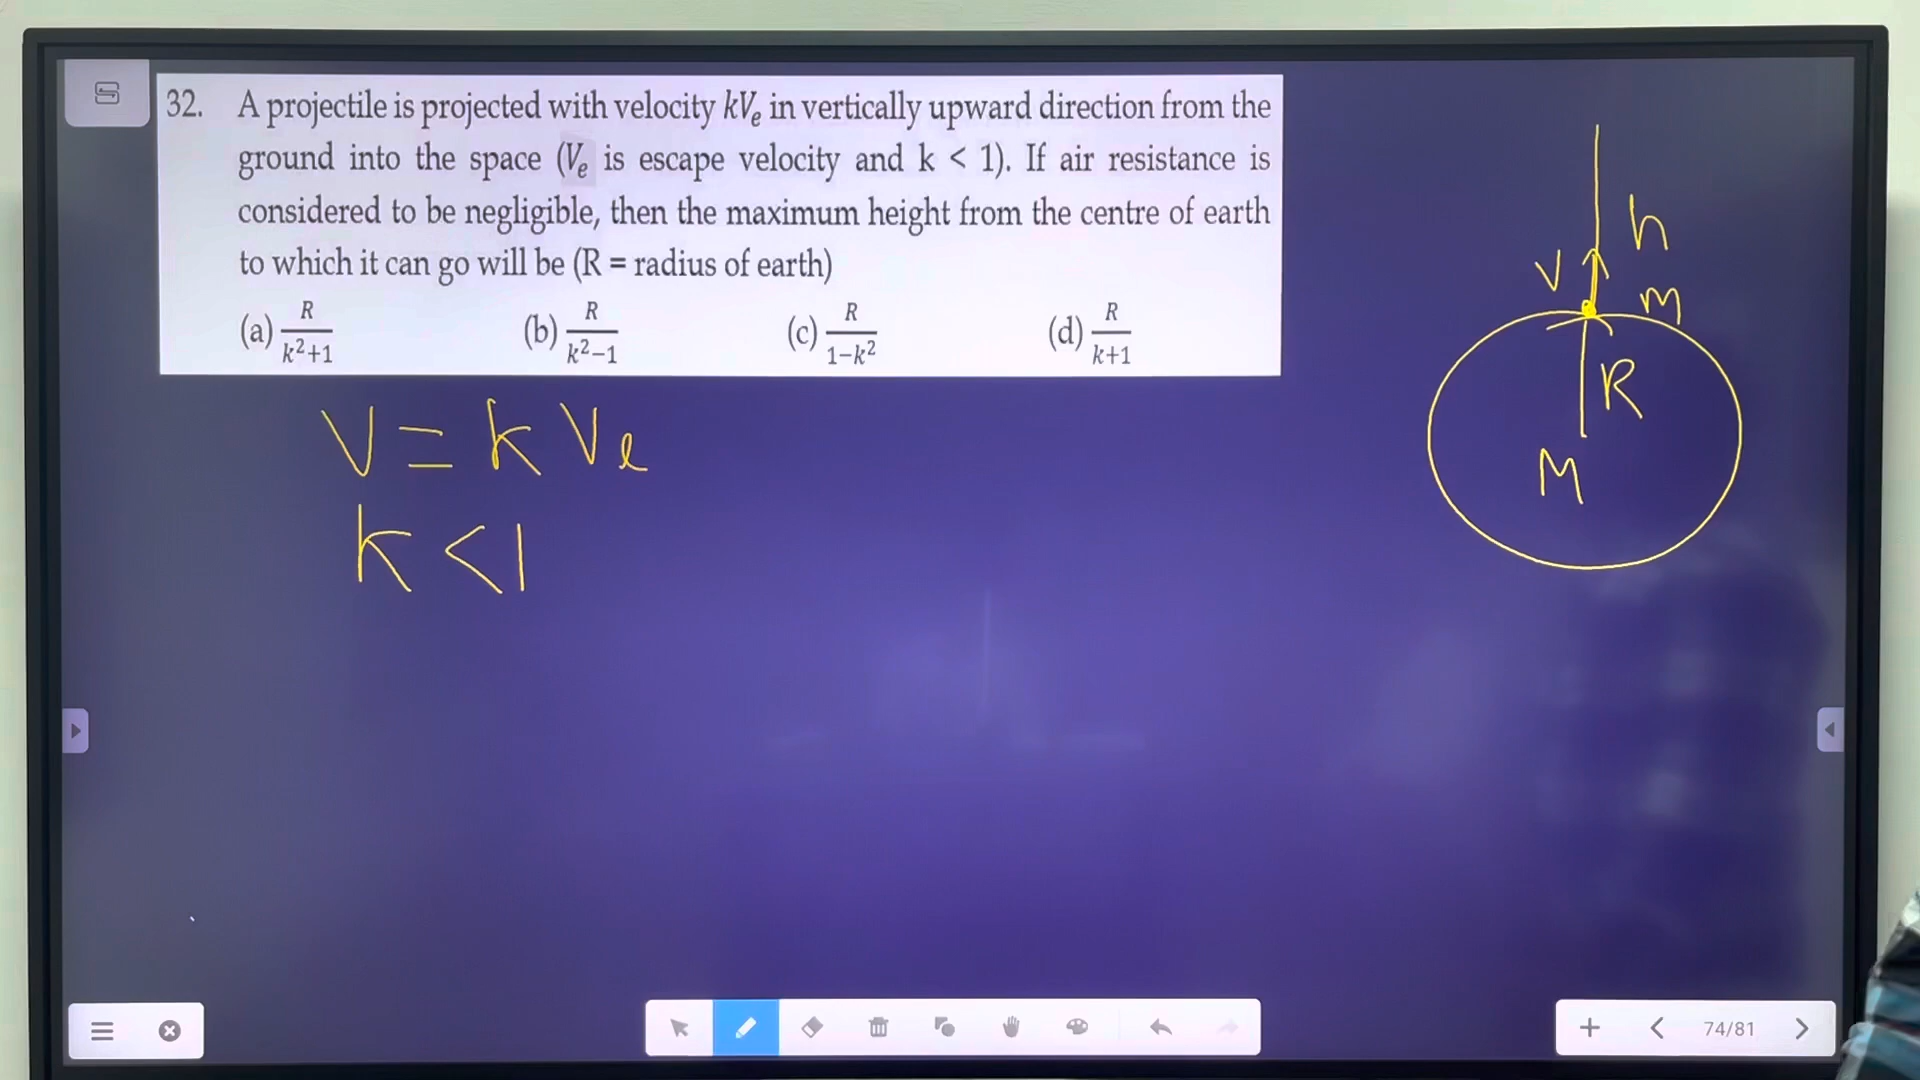 32. A projectile is projected with velocity kVₑ in vertically upward direction from the
ground into the space (Vₑ is escape velocity and k < 1). If air resistance is
considered to be negligible, then the maximum height from the centre of earth
to which it can go will be (R = radius of earth)
(a) R/(k²+1) (b) R/(k²−1) (c) R/(1−k²) (d) R/(k+1)
V = k Vₑ
k < 1
h
V
m
R
M
74/81